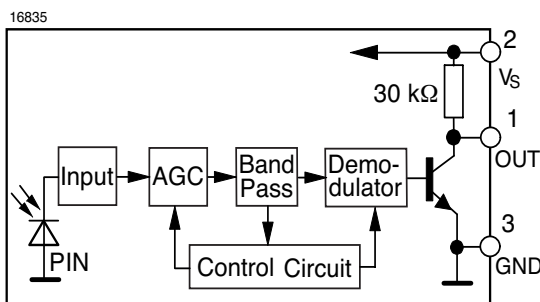 16835
2
VS
30 kΩ
1
OUT
Input
AGC
Band
Pass
Demo-
dulator
3
GND
PIN
Control Circuit